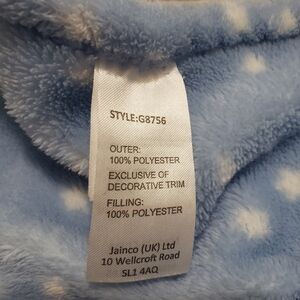 STYLE:G8756
OUTER:
100% POLYESTER
EXCLUSIVE OF
DECORATIVE TRIM
FILLING:
100% POLYESTER
Jainco (UK) Ltd
10 Wellcroft Road
SL1 4AQ